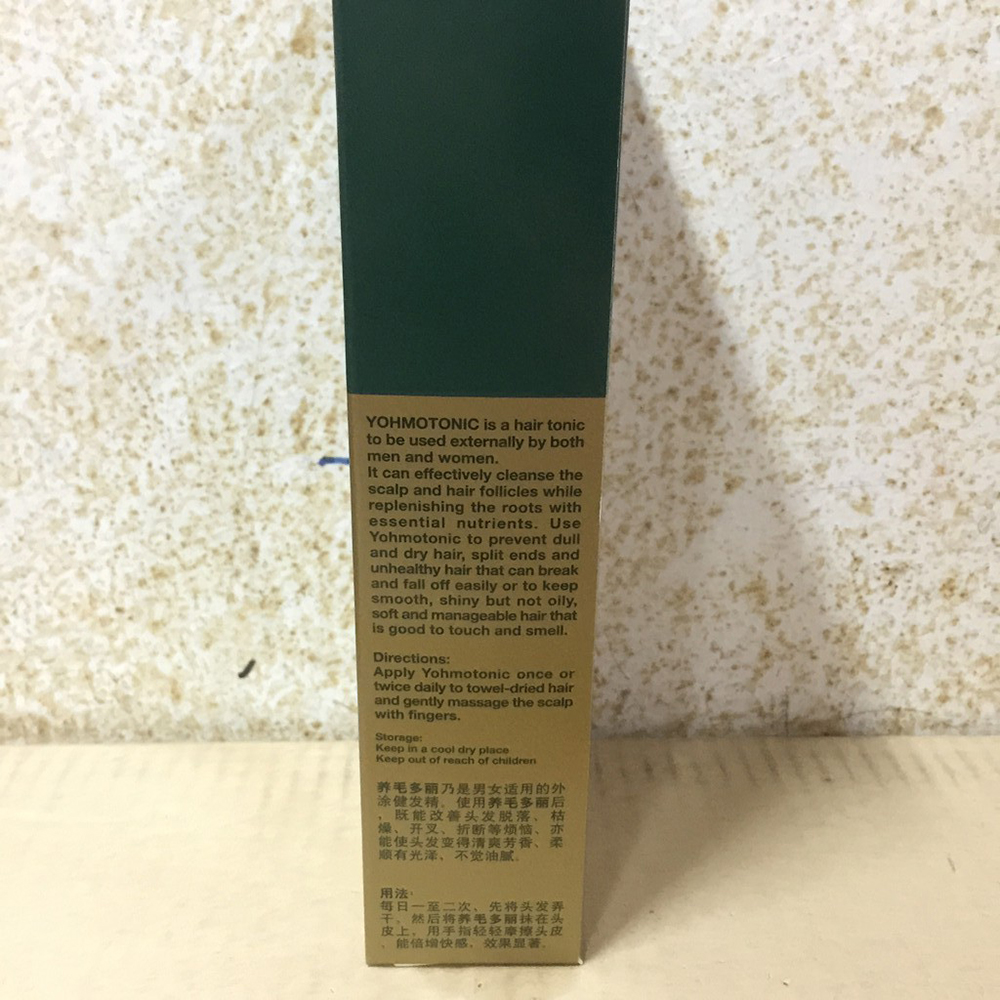 YOHMOTONIC is a hair tonic
to be used externally by both
men and women.
It can effectively cleanse the
scalp and hair follicles while
replenishing the roots with
essential nutrients. Use
Yohmotonic to prevent dull
and dry hair, split ends and
unhealthy hair that can break
and fall off easily or to keep
smooth, shiny but not oily,
soft and manageable hair that
is good to touch and smell.
Directions:
Apply Yohmotonic once or
twice daily to towel-dried hair
and gently massage the scalp
with fingers.
Storage:
Keep in a cool dry place
Keep out of reach of children
养毛多丽乃是男女适用的外
涂健发精。使用养毛多丽后
，既能改善头发脱落、枯
燥、开叉、折断等烦恼、亦
能使头发变得清爽芳香、柔
顺有光泽、不觉油腻。
用法:
每日一至二次、先将头发弄
干。然后将养毛多丽抹在头
皮上。用手指轻轻摩擦头皮
、能倍增快感、效果显著。